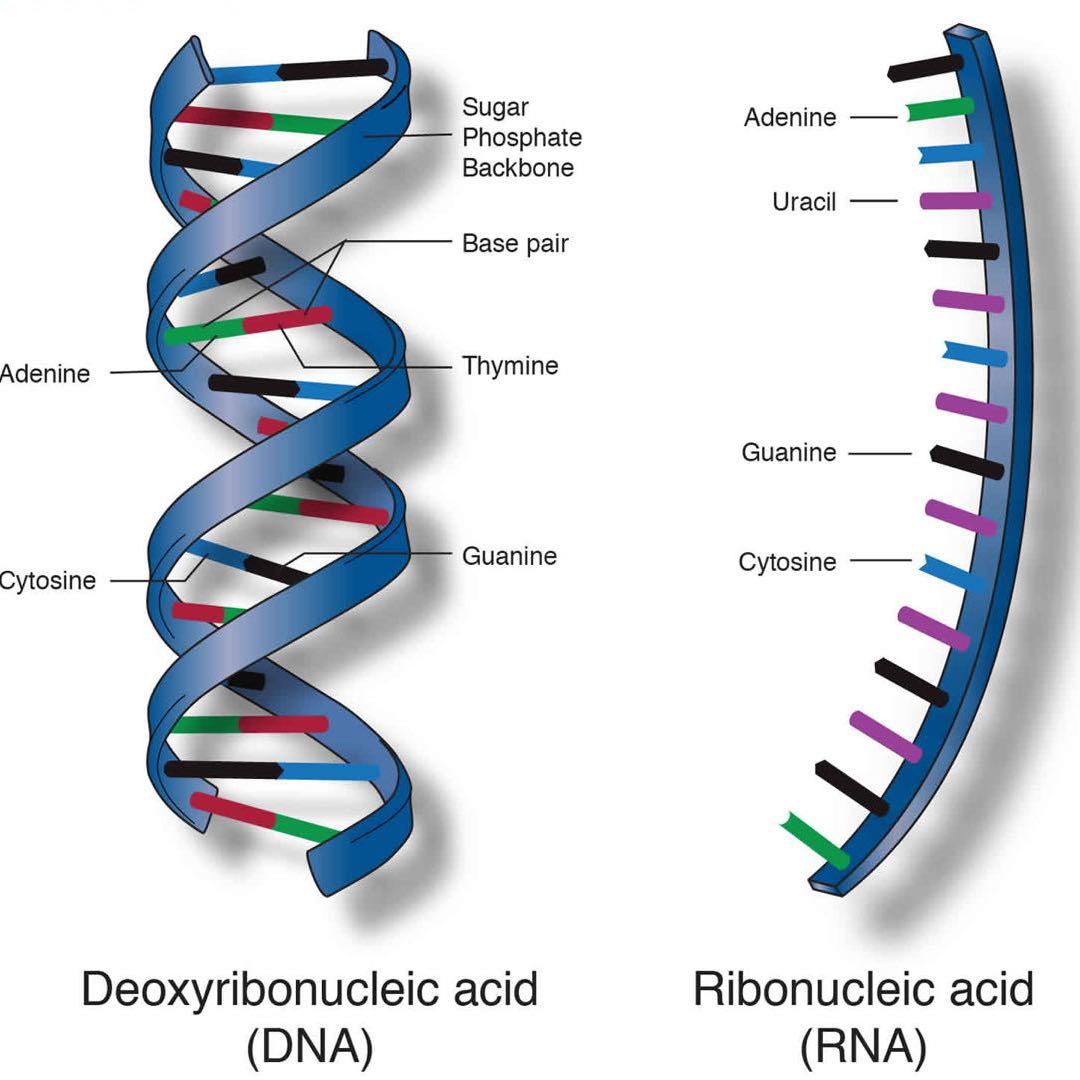 Sugar
Phosphate
Backbone
Base pair
Adenine
Thymine
Cytosine
Guanine
Deoxyribonucleic acid
(DNA)
Adenine
Uracil
Guanine
Cytosine
Ribonucleic acid
(RNA)